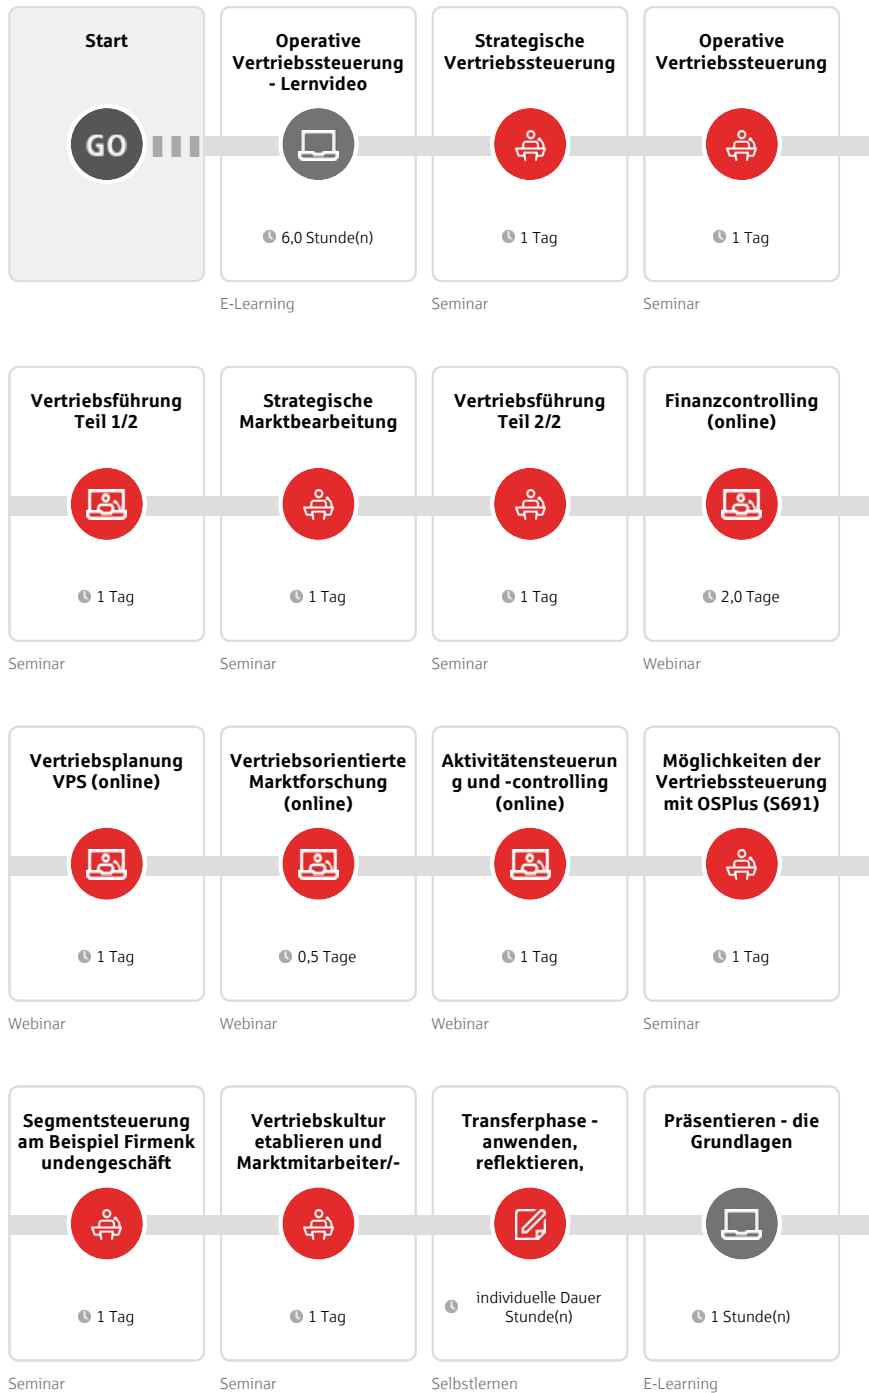 Start
GO
Operative
Vertriebssteuerung
- Lernvideo
6,0 Stunde(n)
E-Learning
Strategische
Vertriebssteuerung
1 Tag
Seminar
Operative
Vertriebssteuerung
1 Tag
Seminar
Vertriebsführung
Teil 1/2
1 Tag
Seminar
Strategische
Marktbearbeitung
1 Tag
Seminar
Vertriebsführung
Teil 2/2
1 Tag
Seminar
Finanzcontrolling
(online)
2,0 Tage
Webinar
Vertriebsplanung
VPS (online)
1 Tag
Webinar
Vertriebsorientierte
Marktforschung
(online)
0,5 Tage
Webinar
Aktivitätensteuerun
g und -controlling
(online)
1 Tag
Webinar
Möglichkeiten der
Vertriebssteuerung
mit OSPlus (S691)
1 Tag
Seminar
Segmentsteuerung
am Beispiel Firmenk
undengeschäft
1 Tag
Seminar
Vertriebskultur
etablieren und
Marktmitarbeiter/-
1 Tag
Seminar
Transferphase -
anwenden,
reflektieren,
individuelle Dauer
Stunde(n)
Selbstlernen
Präsentieren - die
Grundlagen
1 Stunde(n)
E-Learning